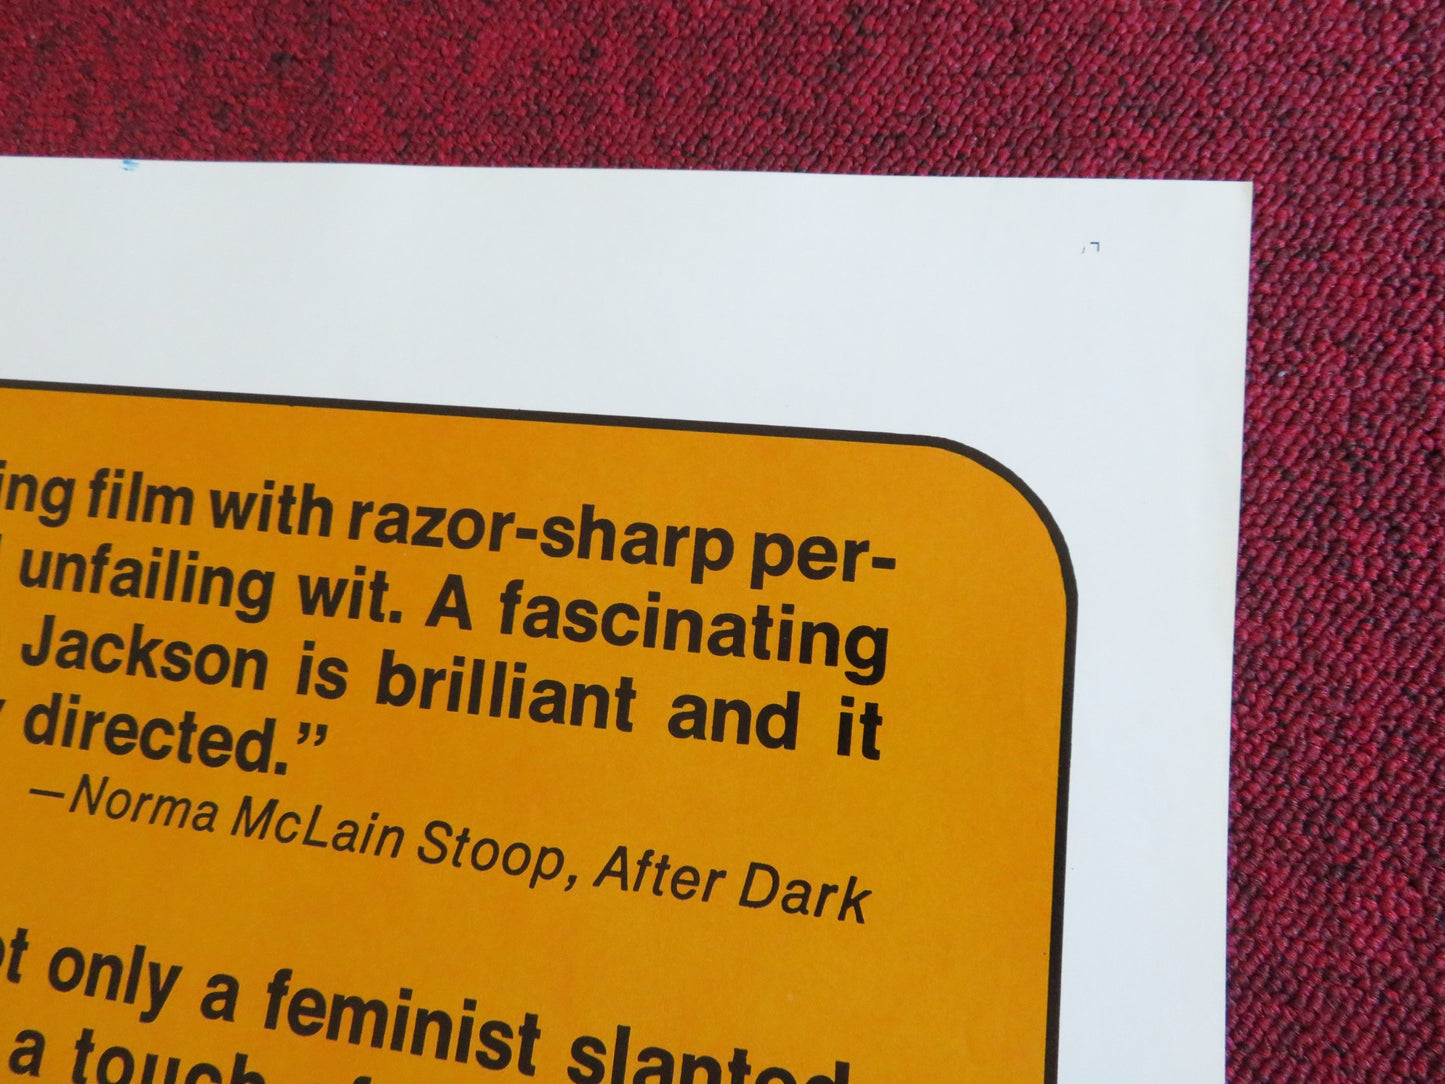 ing film with razor-sharp per-
unfailing wit. A fascinating
Jackson is brilliant and it
directed.”
—Norma McLain Stoop, After Dark
only a feminist slanted
a touch